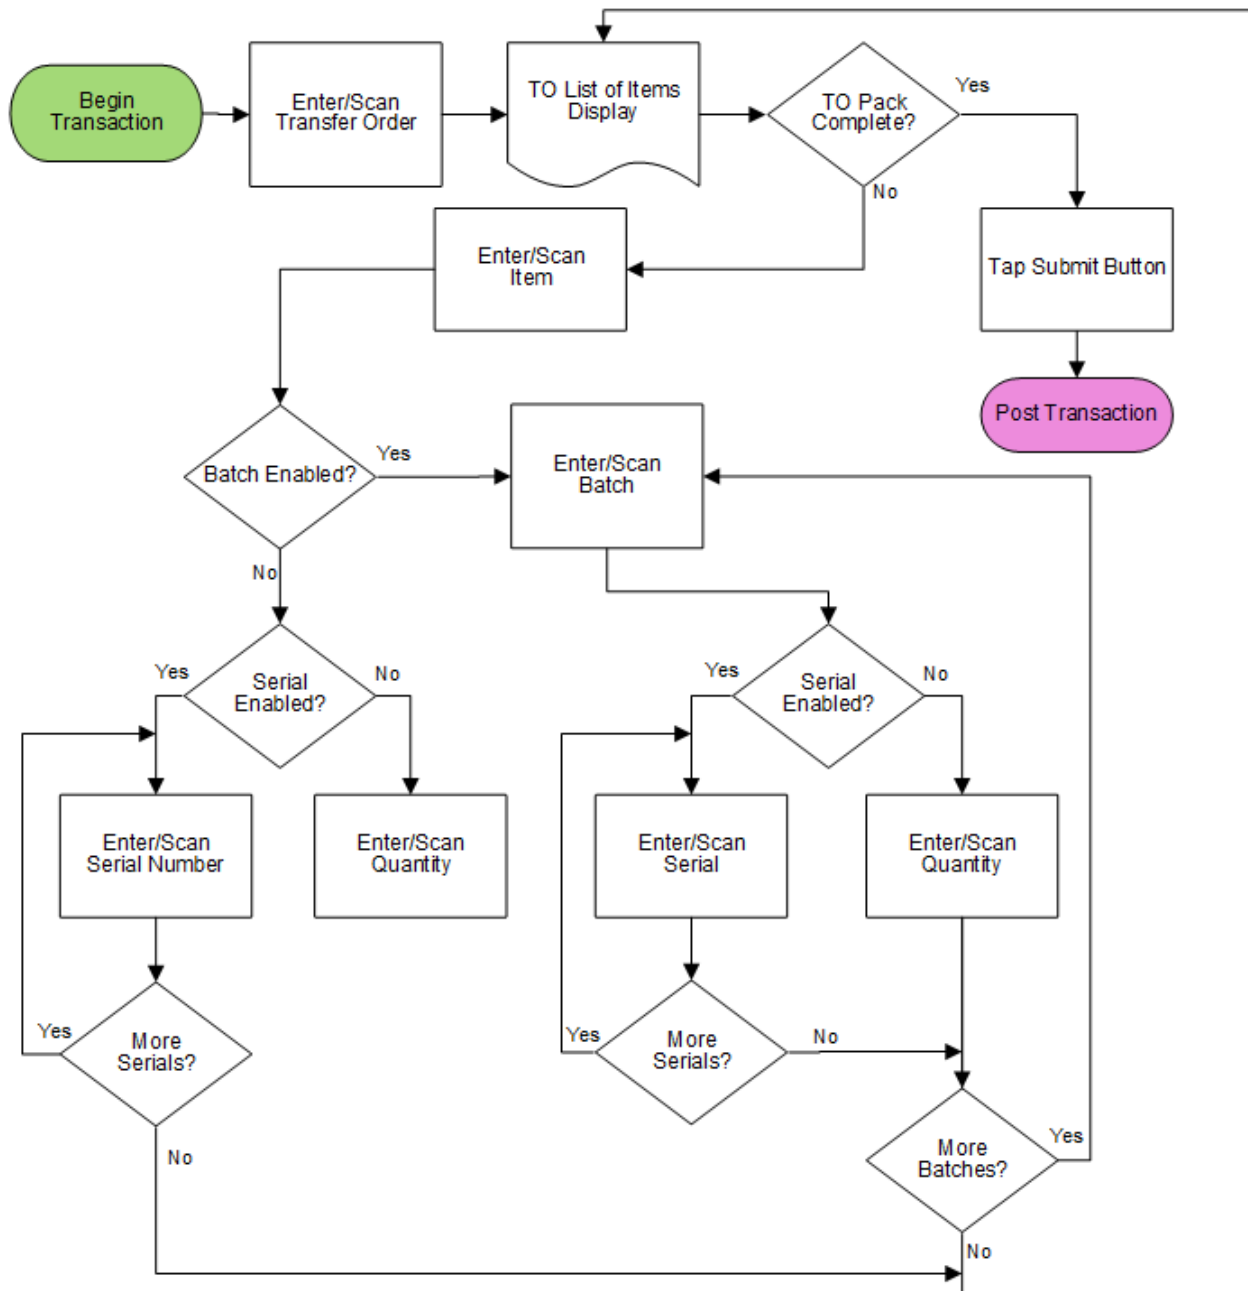 Begin
Transaction
Enter/Scan
Transfer Order
TO List of Items
Display
TO Pack
Complete?
Yes
No
Enter/Scan
Item
Tap Submit Button
Post Transaction
Batch Enabled?
Yes
Enter/Scan
Batch
No
Yes
Serial
Enabled?
No
Yes
Serial
Enabled?
No
Enter/Scan
Serial Number
Enter/Scan
Quantity
Enter/Scan
Serial
Enter/Scan
Quantity
Yes
More
Serials?
No
Yes
More
Serials?
No
More
Batches?
Yes
No